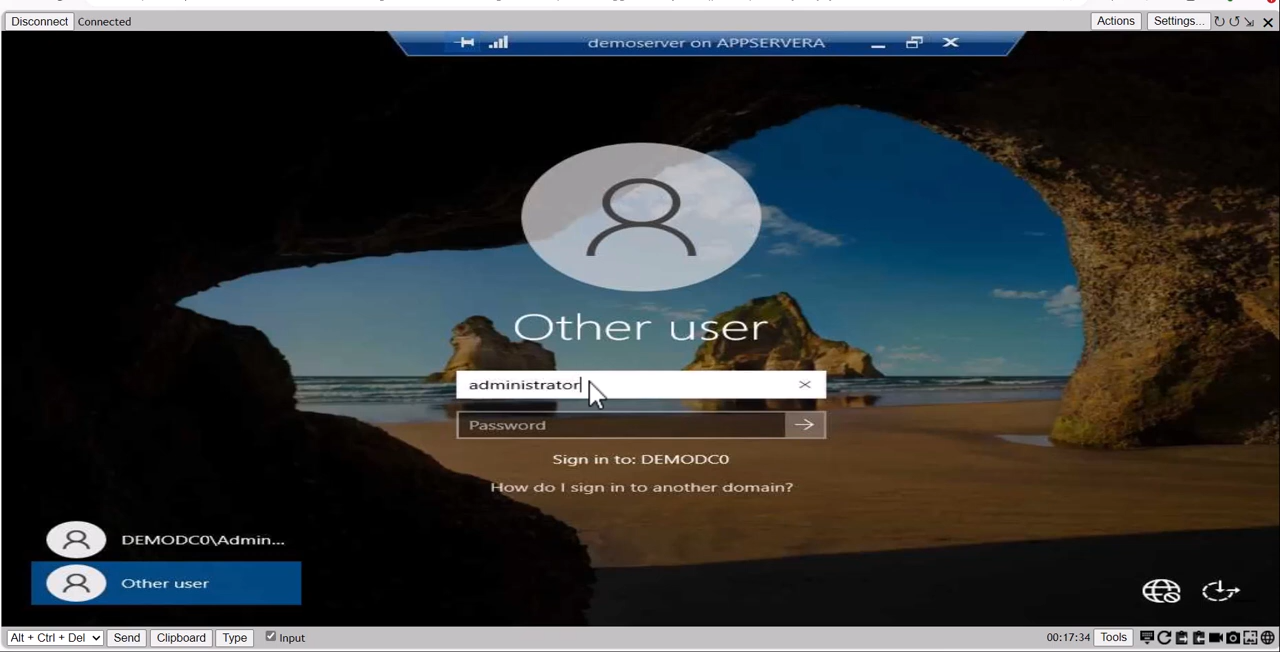 Disconnect Connected Actions Settings...
demoserver on APPSERVERA
Other user
administrator
Password
Sign in to: DEMODC0
How do I sign in to another domain?
DEMODC0\Admin...
Other user
Alt + Ctrl + Del Send Clipboard Type Input 00:17:34 Tools